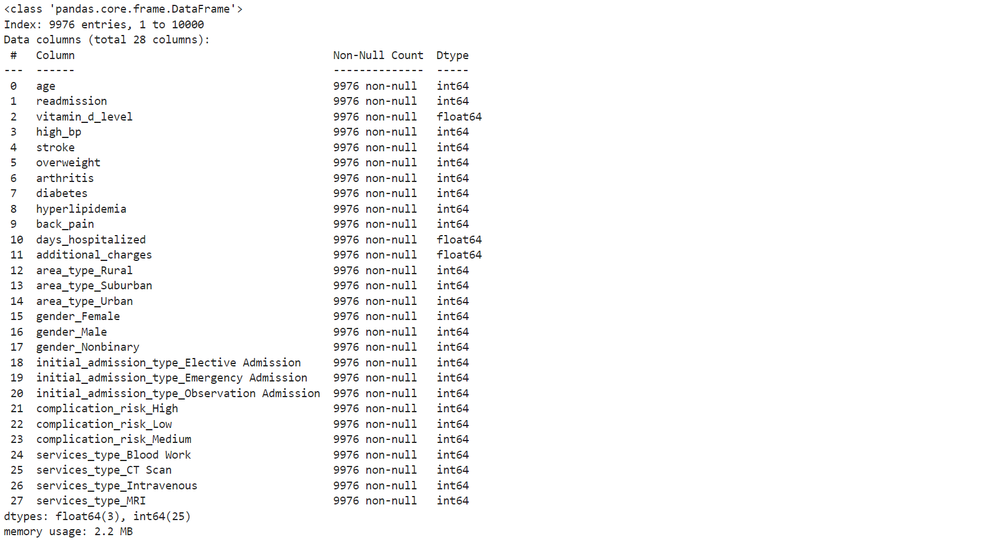 <class 'pandas.core.frame.DataFrame'>
Index: 9976 entries, 1 to 10000
Data columns (total 28 columns):
 #   Column                                      Non-Null Count  Dtype
---  ------                                      --------------  -----
 0   age                                         9976 non-null   int64
 1   readmission                                 9976 non-null   int64
 2   vitamin_d_level                             9976 non-null   float64
 3   high_bp                                     9976 non-null   int64
 4   stroke                                      9976 non-null   int64
 5   overweight                                  9976 non-null   int64
 6   arthritis                                   9976 non-null   int64
 7   diabetes                                    9976 non-null   int64
 8   hyperlipidemia                              9976 non-null   int64
 9   back_pain                                   9976 non-null   int64
 10  days_hospitalized                           9976 non-null   float64
 11  additional_charges                          9976 non-null   float64
 12  area_type_Rural                             9976 non-null   int64
 13  area_type_Suburban                          9976 non-null   int64
 14  area_type_Urban                             9976 non-null   int64
 15  gender_Female                               9976 non-null   int64
 16  gender_Male                                 9976 non-null   int64
 17  gender_Nonbinary                            9976 non-null   int64
 18  initial_admission_type_Elective Admission     9976 non-null   int64
 19  initial_admission_type_Emergency Admission    9976 non-null   int64
 20  initial_admission_type_Observation Admission  9976 non-null   int64
 21  complication_risk_High                      9976 non-null   int64
 22  complication_risk_Low                       9976 non-null   int64
 23  complication_risk_Medium                    9976 non-null   int64
 24  services_type_Blood Work                    9976 non-null   int64
 25  services_type_CT Scan                       9976 non-null   int64
 26  services_type_Intravenous                   9976 non-null   int64
 27  services_type_MRI                           9976 non-null   int64
dtypes: float64(3), int64(25)
memory usage: 2.2 MB